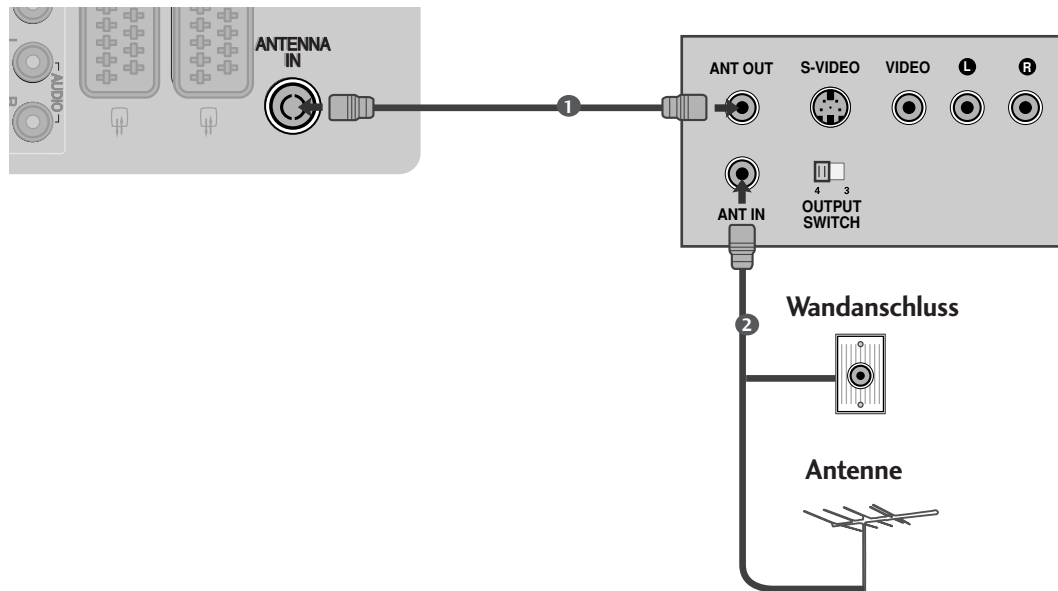 L
AUDIO
R
ANTENNA
IN
1
ANT OUT S-VIDEO VIDEO L R
4 3
ANT IN
OUTPUT
SWITCH
2
Wandanschluss
Antenne